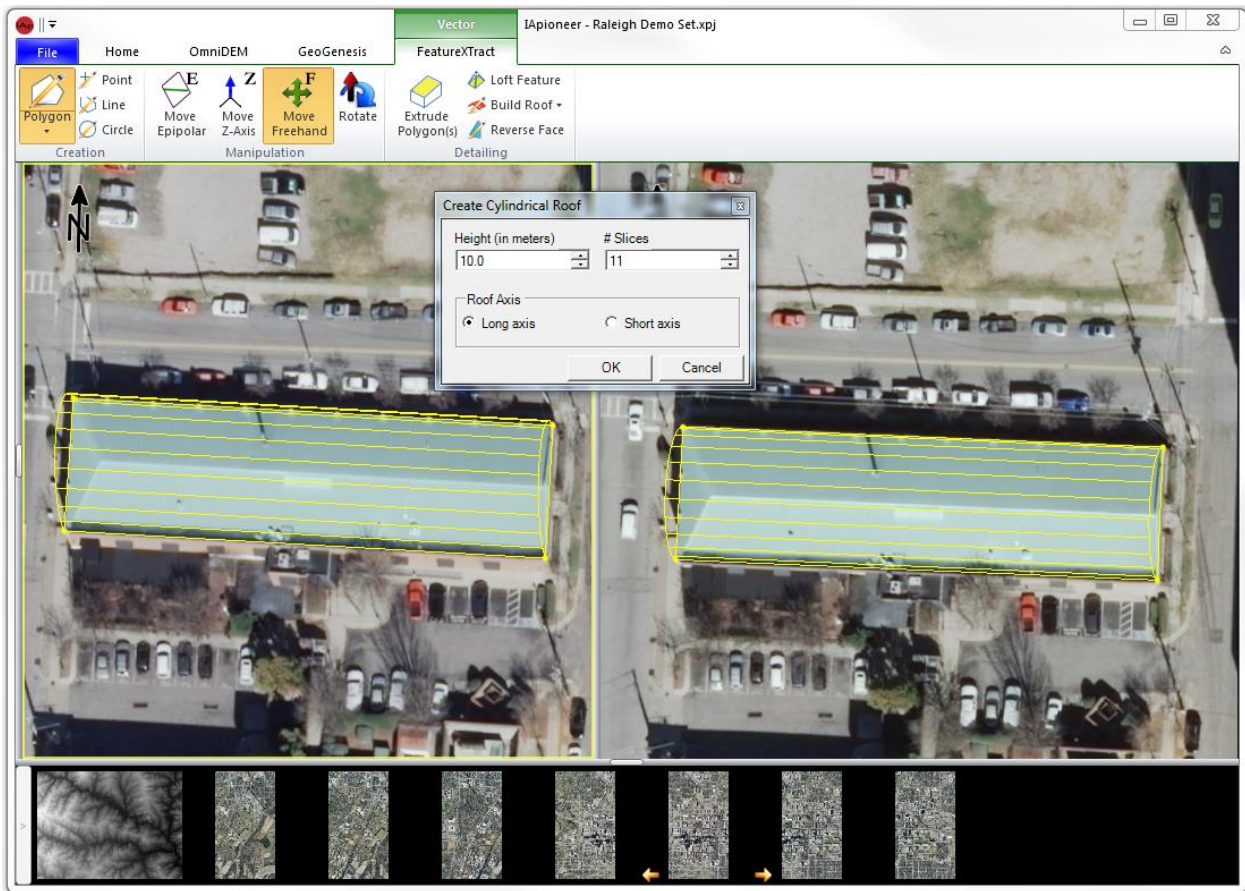 IAp
Vector
IApioneer - Raleigh Demo Set.xpj
File
Home
OmniDEM
GeoGenesis
FeatureXTract
Polygon
Point
Line
Circle
Creation
E
Move Epipolar
Z
Move Z-Axis
F
Move Freehand
Rotate
Manipulation
Extrude Polygon(s)
Loft Feature
Build Roof
Reverse Face
Detailing
N
Create Cylindrical Roof
Height (in meters)
# Slices
10.0
11
Roof Axis
Long axis
Short axis
OK
Cancel
>